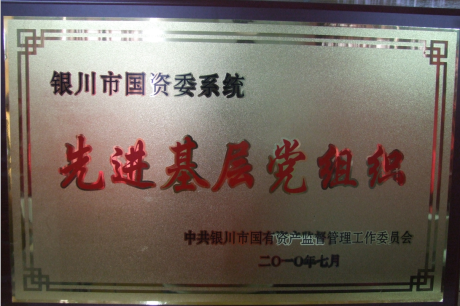 银川市国资委系统
先进基层党组织
中共银川市国有资产监督管理工作委员会
二〇一〇年七月